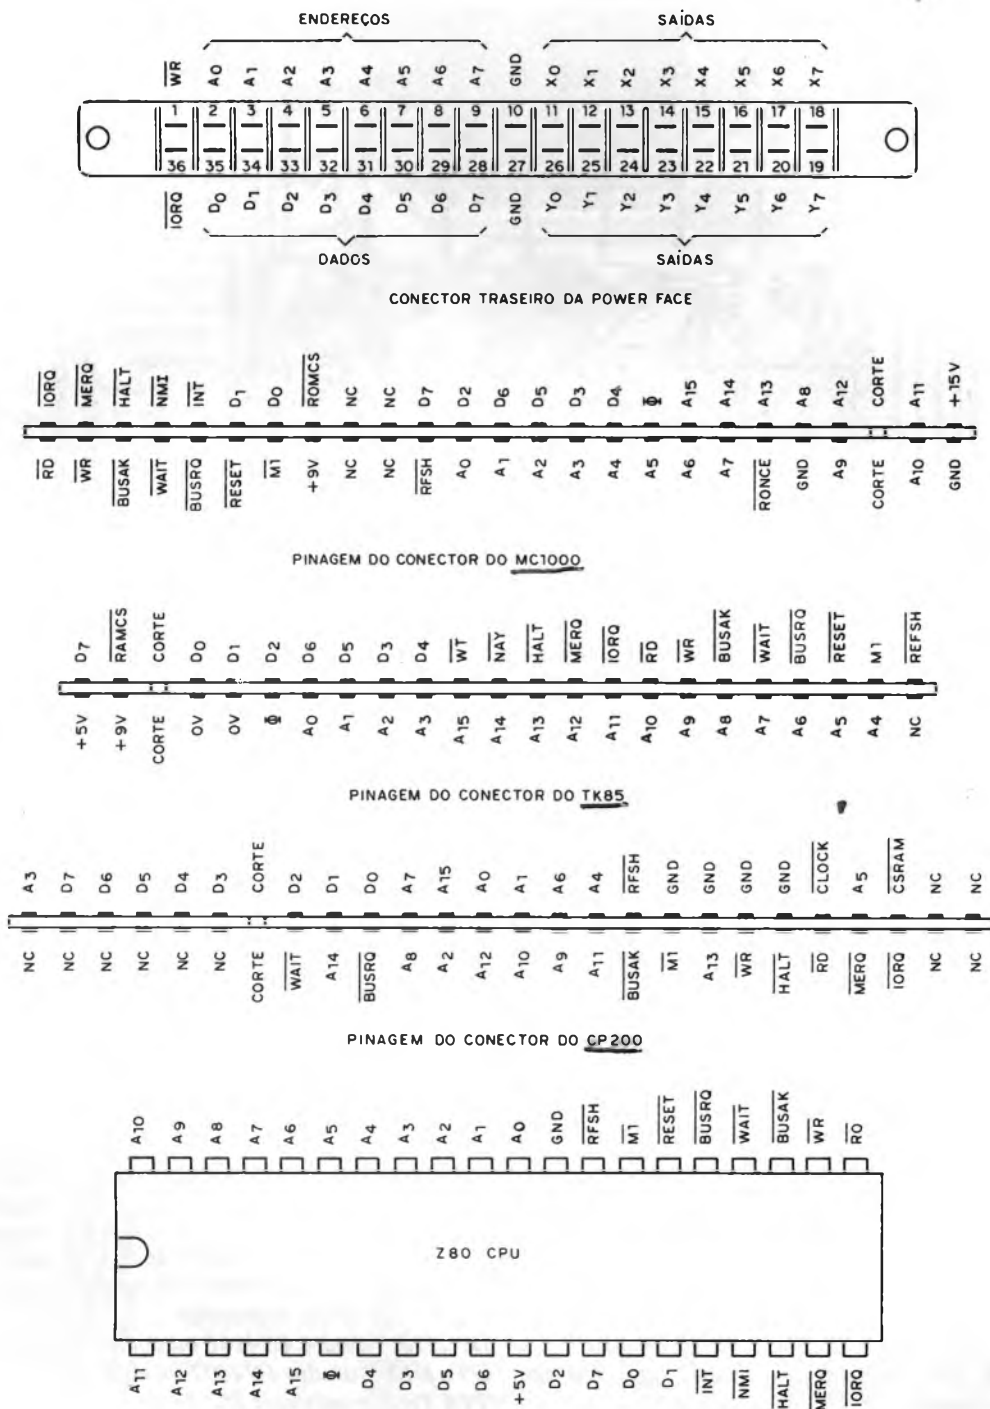 ENDEREÇOS SAÍDAS
WR A0 A1 A2 A3 A4 A5 A6 A7 GND X0 X1 X2 X3 X4 X5 X6 X7
1 2 3 4 5 6 7 8 9 10 11 12 13 14 15 16 17 18
36 35 34 33 32 31 30 29 28 27 26 25 24 23 22 21 20 19
IORQ D0 D1 D2 D3 D4 D5 D6 D7 GND Y0 Y1 Y2 Y3 Y4 Y5 Y6 Y7
DADOS SAÍDAS
CONECTOR TRASEIRO DA POWER FACE
IORQ MERQ HALT NMI INT D1 D0 ROMCS NC NC D7 D2 D6 D5 D3 D4 Φ A15 A14 A13 A8 A12 CORTE A11 +15V
RD WR BUSAK WAIT BUSRQ RESET M1 +9V NC NC RFSH A0 A1 A2 A3 A4 A5 A6 A7 RONCE GND A9 CORTE A10 GND
PINAGEM DO CONECTOR DO MC1000
D7 RAMCS CORTE D0 D1 D2 D6 D5 D3 D4 WT NAY HALT MERQ IORQ RD WR BUSAK WAIT BUSRQ RESET M1 REFSH
+5V +9V CORTE 0V 0V Φ A0 A1 A2 A3 A15 A14 A13 A12 A11 A10 A9 A8 A7 A6 A5 A4 NC
PINAGEM DO CONECTOR DO TK85
A3 D7 D6 D5 D4 D3 CORTE D2 D1 D0 A7 A15 A0 A1 A6 A4 RFSH GND GND GND GND CLOCK A5 CSRAM NC NC
NC NC NC NC NC NC CORTE WAIT A14 BUSRQ A8 A2 A12 A10 A9 A11 BUSAK M1 A13 WR HALT RD MERQ IORQ NC NC
PINAGEM DO CONECTOR DO CP200
A10 A9 A8 A7 A6 A5 A4 A3 A2 A1 A0 GND RFSH M1 RESET BUSRQ WAIT BUSAK WR RO
Z80 CPU
A11 A12 A13 A14 A15 Φ D4 D3 D5 D6 +5V D2 D7 D0 D1 INT NMI HALT MERQ IORQ